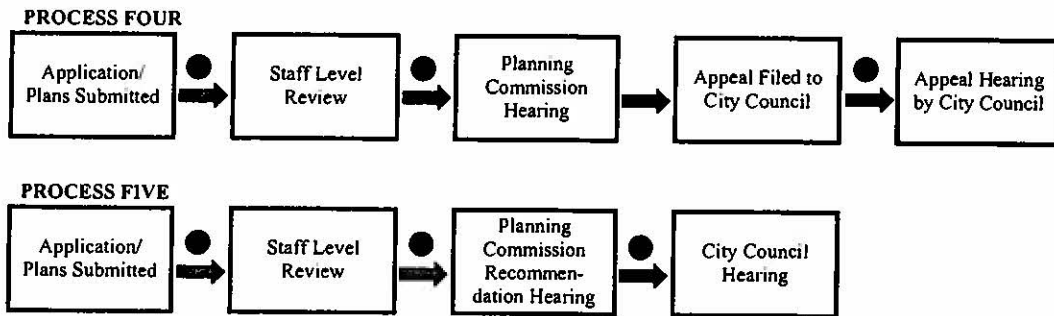 PROCESS FOUR
Application/
Plans Submitted
Staff Level
Review
Planning
Commission
Hearing
Appeal Filed to
City Council
Appeal Hearing
by City Council
PROCESS FIVE
Application/
Plans Submitted
Staff Level
Review
Planning
Commission
Recommen-
dation Hearing
City Council
Hearing